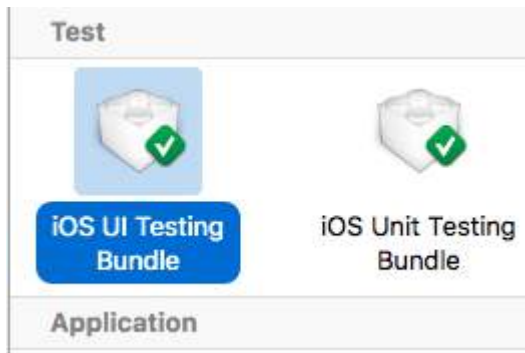 Test
iOS UI Testing
Bundle
iOS Unit Testing
Bundle
Application